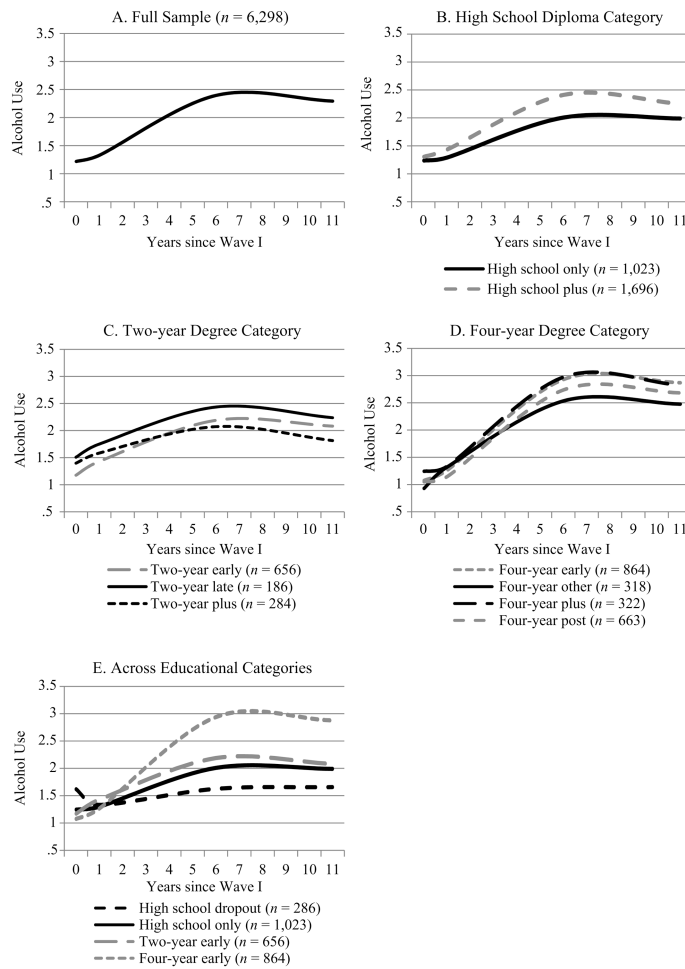 A. Full Sample (n = 6,298)
3.5
3
2.5
2
1.5
1
.5
Alcohol Use
0 1 2 3 4 5 6 7 8 9 10 11
Years since Wave I
B. High School Diploma Category
3.5
3
2.5
2
1.5
1
.5
Alcohol Use
0 1 2 3 4 5 6 7 8 9 10 11
Years since Wave I
High school only (n = 1,023)
High school plus (n = 1,696)
C. Two-year Degree Category
3.5
3
2.5
2
1.5
1
.5
Alcohol Use
0 1 2 3 4 5 6 7 8 9 10 11
Years since Wave I
Two-year early (n = 656)
Two-year late (n = 186)
Two-year plus (n = 284)
D. Four-year Degree Category
3.5
3
2.5
2
1.5
1
.5
Alcohol Use
0 1 2 3 4 5 6 7 8 9 10 11
Years since Wave I
Four-year early (n = 864)
Four-year other (n = 318)
Four-year plus (n = 322)
Four-year post (n = 663)
E. Across Educational Categories
3.5
3
2.5
2
1.5
1
.5
Alcohol Use
0 1 2 3 4 5 6 7 8 9 10 11
Years since Wave I
High school dropout (n = 286)
High school only (n = 1,023)
Two-year early (n = 656)
Four-year early (n = 864)